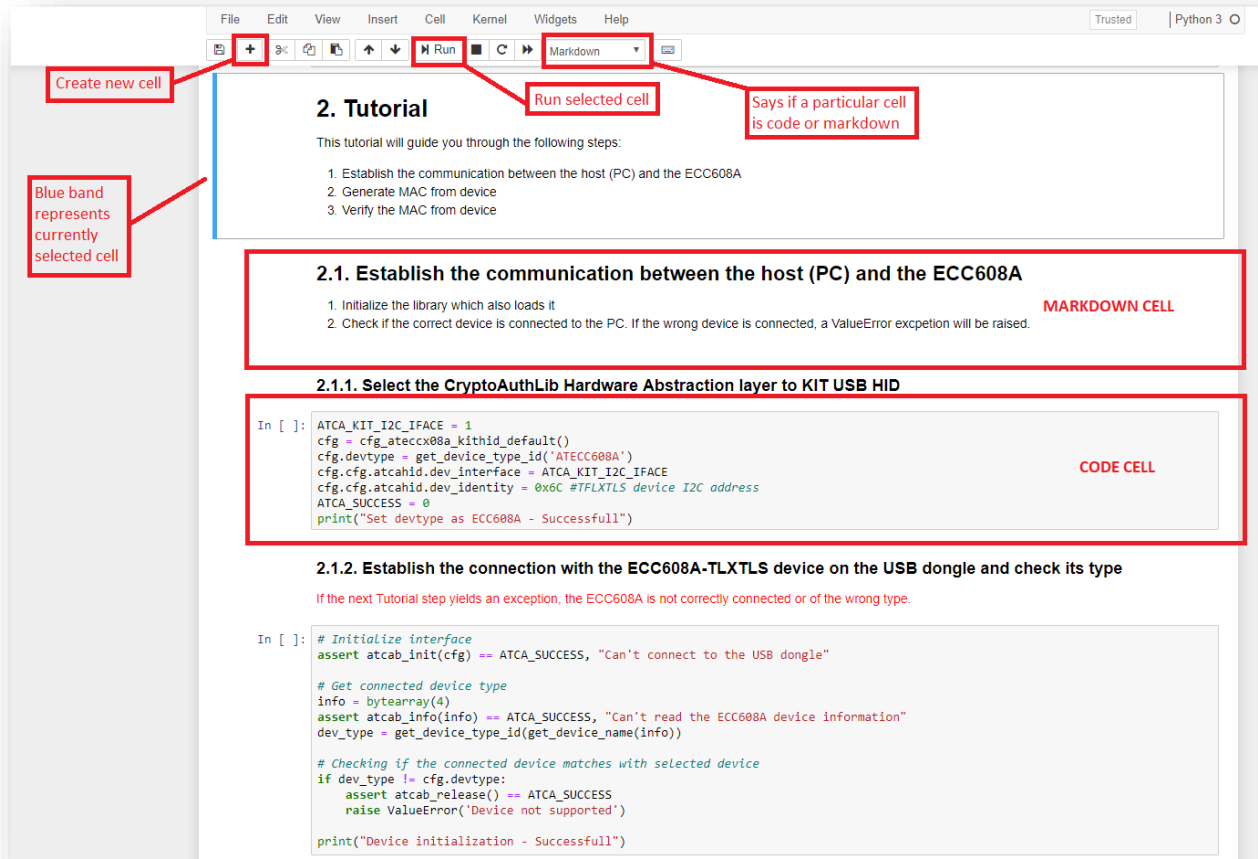 File Edit View Insert Cell Kernel Widgets Help Trusted Python 3
Run Markdown
Create new cell
Run selected cell
Says if a particular cell
is code or markdown
2. Tutorial
This tutorial will guide you through the following steps:
1. Establish the communication between the host (PC) and the ECC608A
2. Generate MAC from device
3. Verify the MAC from device
Blue band
represents
currently
selected cell
2.1. Establish the communication between the host (PC) and the ECC608A
1. Initialize the library which also loads it
2. Check if the correct device is connected to the PC. If the wrong device is connected, a ValueError excpetion will be raised.
MARKDOWN CELL
2.1.1. Select the CryptoAuthLib Hardware Abstraction layer to KIT USB HID
In [ ]: ATCA_KIT_I2C_IFACE = 1
cfg = cfg_ateccx08a_kithid_default()
cfg.devtype = get_device_type_id('ATECC608A')
cfg.cfg.atcahid.dev_interface = ATCA_KIT_I2C_IFACE
cfg.cfg.atcahid.dev_identity = 0x6C #TFLXTLS device I2C address
ATCA_SUCCESS = 0
print("Set devtype as ECC608A - Successfull")
CODE CELL
2.1.2. Establish the connection with the ECC608A-TLXTLS device on the USB dongle and check its type
If the next Tutorial step yields an exception, the ECC608A is not correctly connected or of the wrong type.
In [ ]: # Initialize interface
assert atcab_init(cfg) == ATCA_SUCCESS, "Can't connect to the USB dongle"
# Get connected device type
info = bytearray(4)
assert atcab_info(info) == ATCA_SUCCESS, "Can't read the ECC608A device information"
dev_type = get_device_type_id(get_device_name(info))
# Checking if the connected device matches with selected device
if dev_type != cfg.devtype:
    assert atcab_release() == ATCA_SUCCESS
    raise ValueError('Device not supported')
print("Device initialization - Successfull")